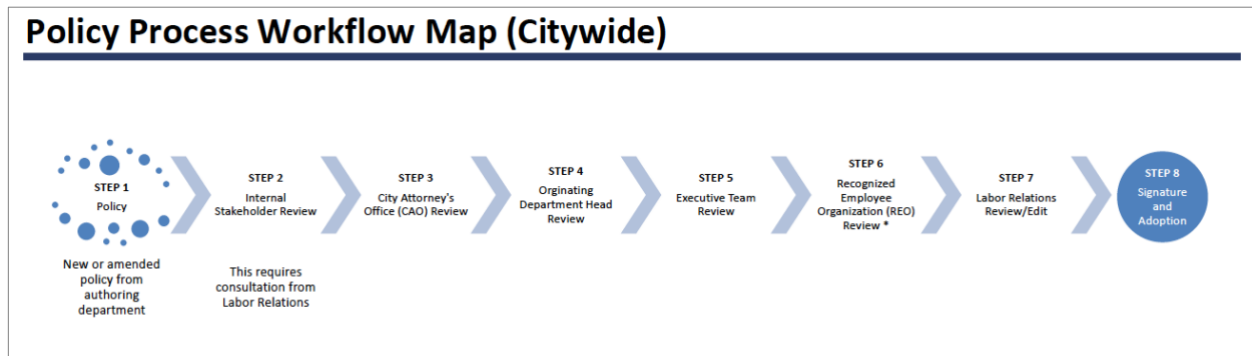 Policy Process Workflow Map (Citywide)
STEP 1
Policy
New or amended
policy from
authoring
department
STEP 2
Internal
Stakeholder Review
This requires
consultation from
Labor Relations
STEP 3
City Attorney's
Office (CAO) Review
STEP 4
Orginating
Department Head
Review
STEP 5
Executive Team
Review
STEP 6
Recognized
Employee
Organization (REO)
Review *
STEP 7
Labor Relations
Review/Edit
STEP 8
Signature
and
Adoption